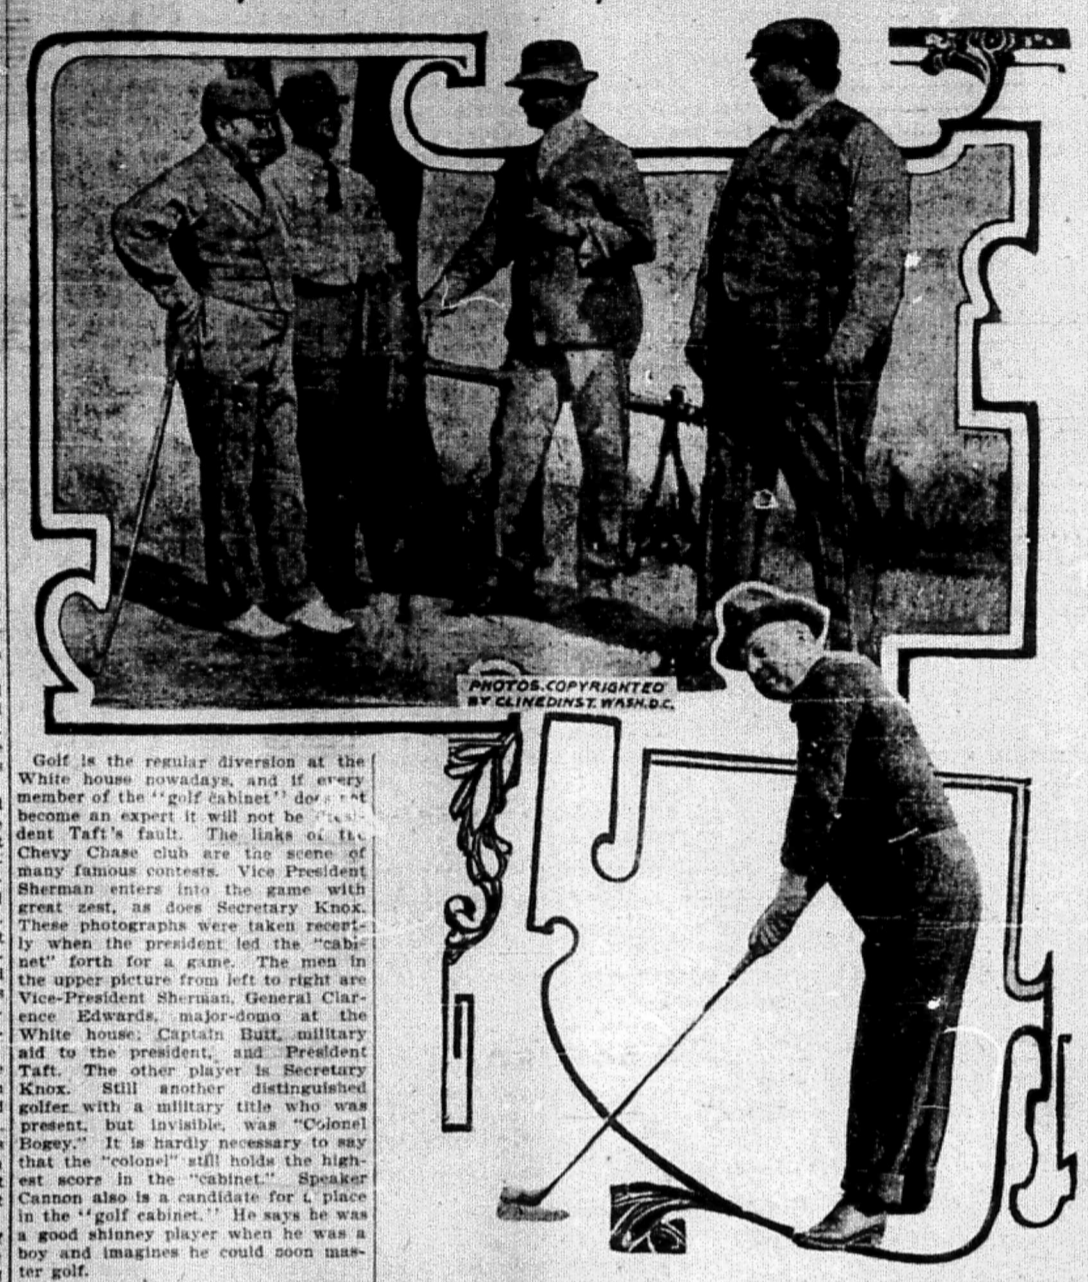 PHOTOS. COPYRIGHTED
BY CLINEDINST. WASH. D.C.
Golf is the regular diversion at the
White house nowadays, and if every
member of the "golf cabinet" does not
become an expert it will not be Presi-
dent Taft's fault. The links of the
Chevy Chase club are the scene of
many famous contests. Vice President
Sherman enters into the game with
great zest, as does Secretary Knox.
These photographs were taken recent-
ly when the president led the "cabi-
net" forth for a game. The men in
the upper picture from left to right are
Vice-President Sherman, General Clar-
ence Edwards, major-domo at the
White house; Captain Butt, military
aid to the president, and President
Taft. The other player is Secretary
Knox. Still another distinguished
golfer with a military title who was
present, but invisible, was "Colonel
Bogey." It is hardly necessary to say
that the "colonel" still holds the high-
est score in the "cabinet." Speaker
Cannon also is a candidate for a place
in the "golf cabinet." He says he was
a good shinney player when he was a
boy and imagines he could soon mas-
ter golf.